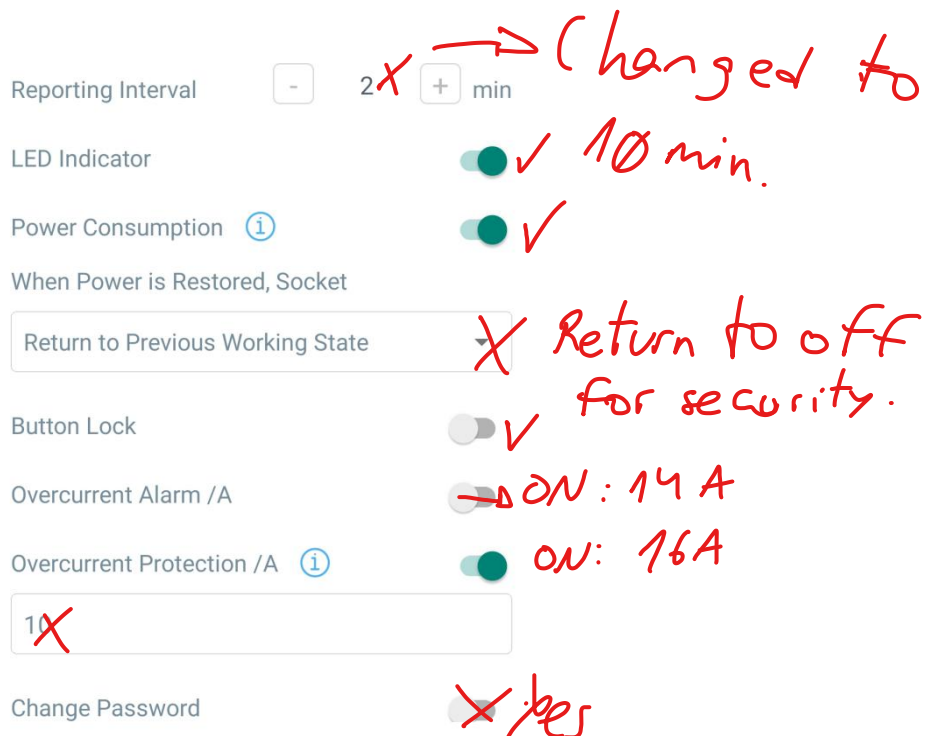 Reporting Interval - 2 + min → Changed to
LED Indicator ✓ 10 min.
Power Consumption i ✓
When Power is Restored, Socket
Return to Previous Working State X Return to off
for security.
Button Lock ✓
Overcurrent Alarm /A → ON: 14 A
Overcurrent Protection /A i ON: 16A
10
Change Password X yes